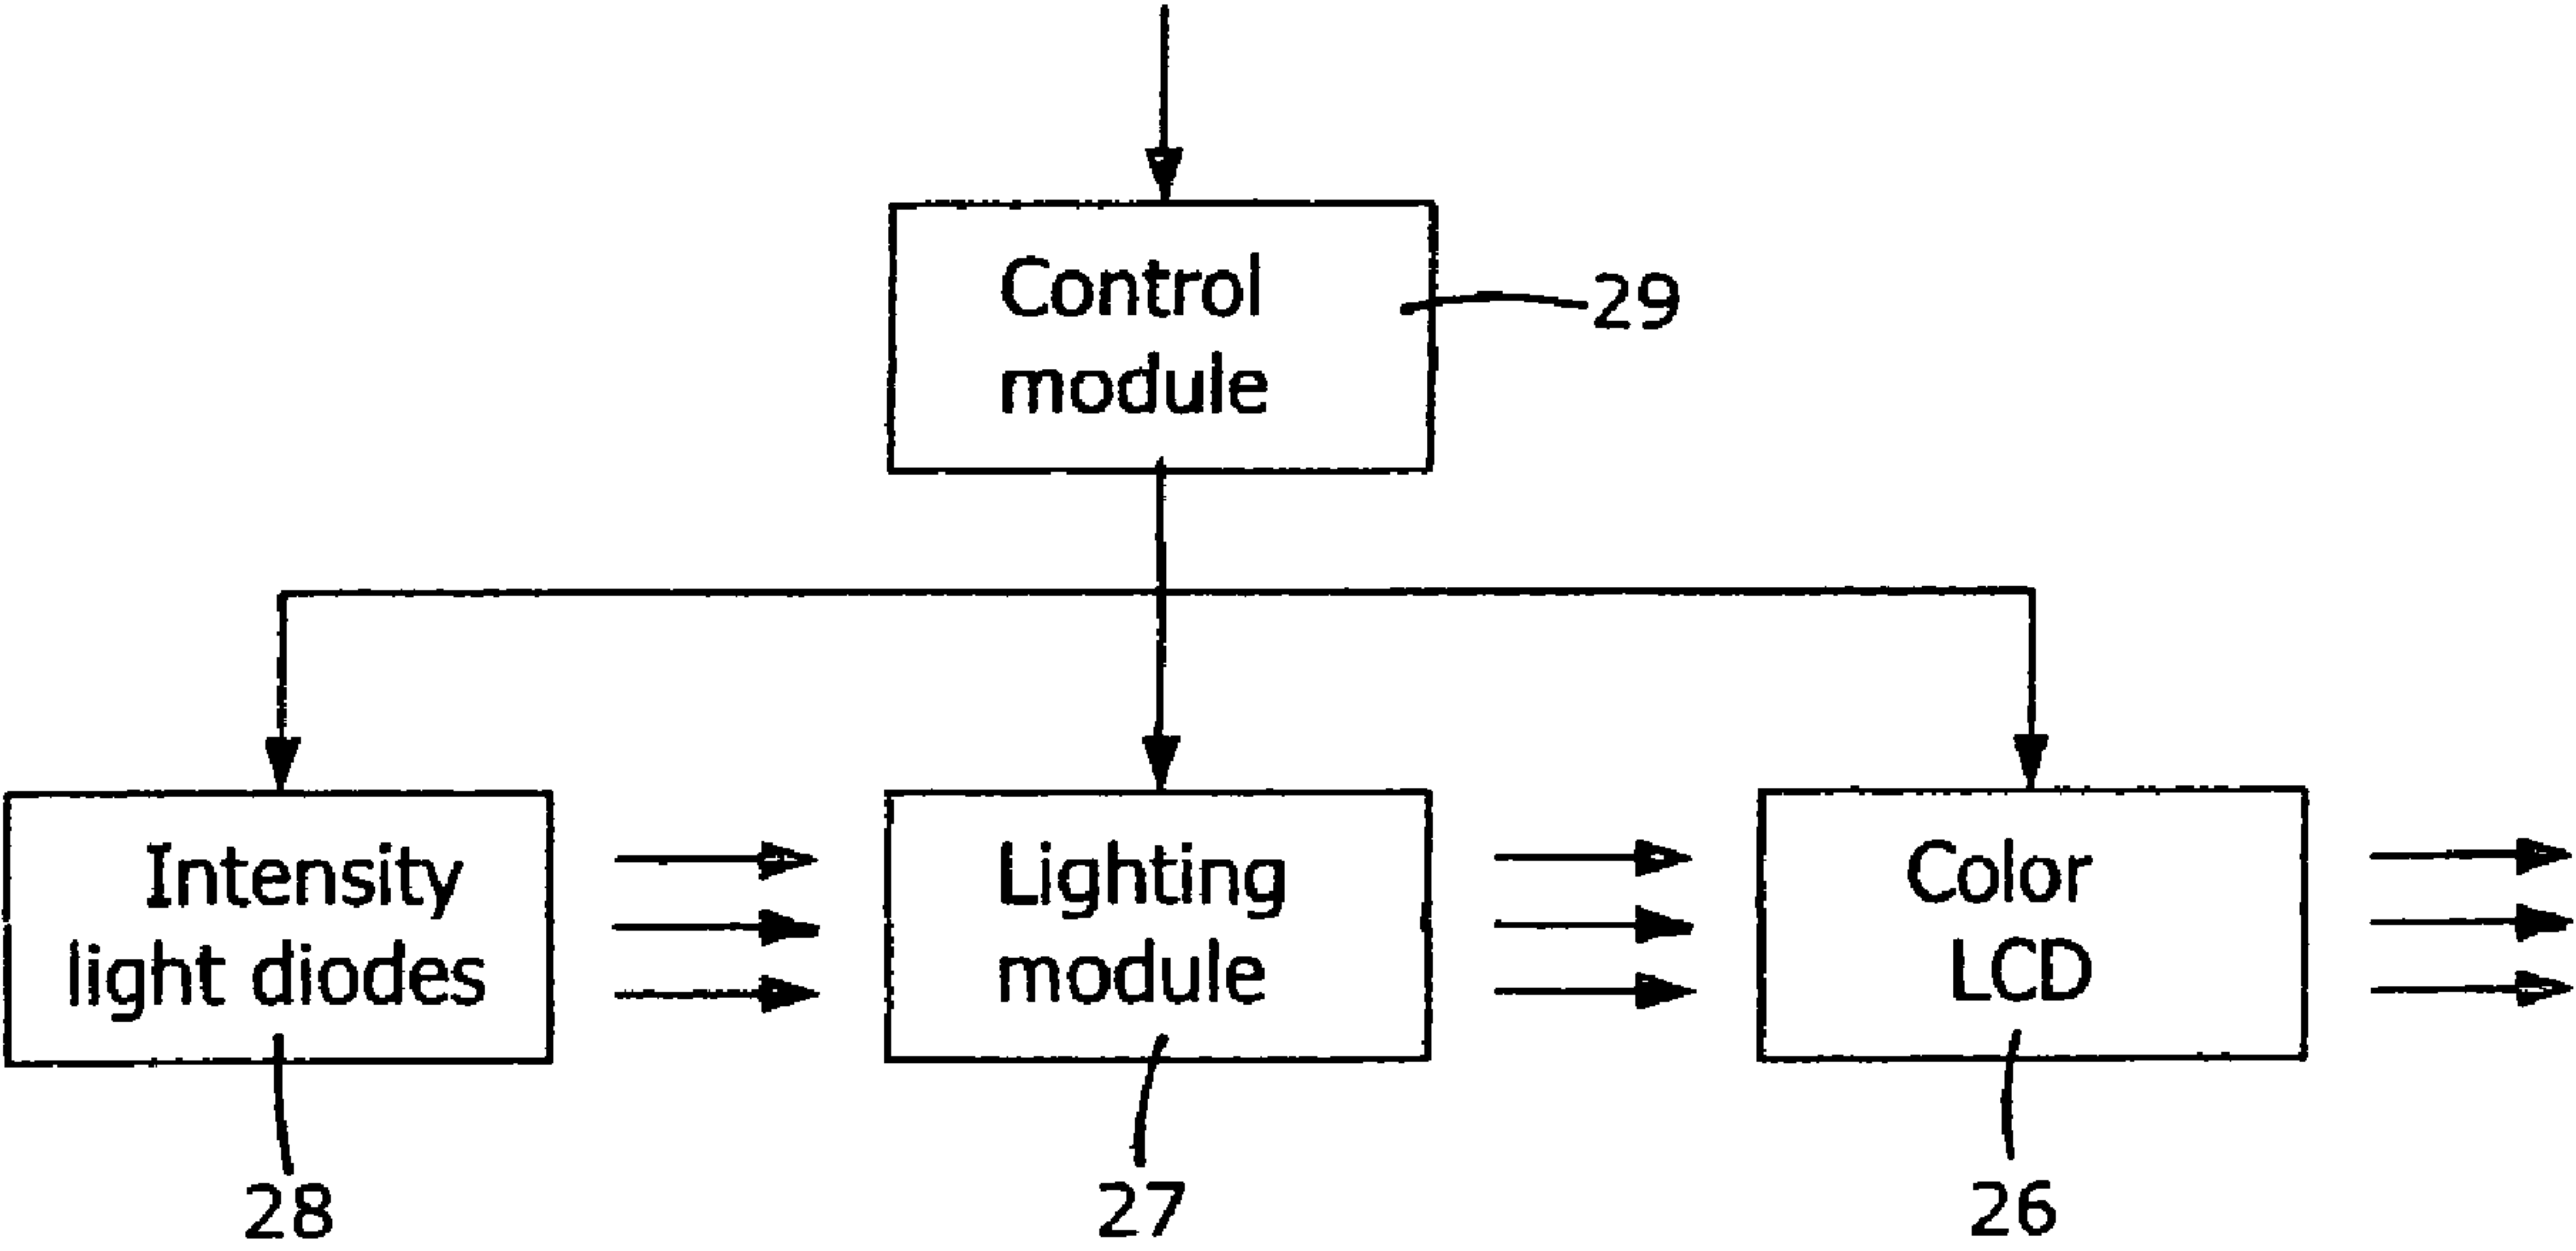 Control
module
29
Intensity
light diodes
Lighting
module
Color
LCD
28
27
26